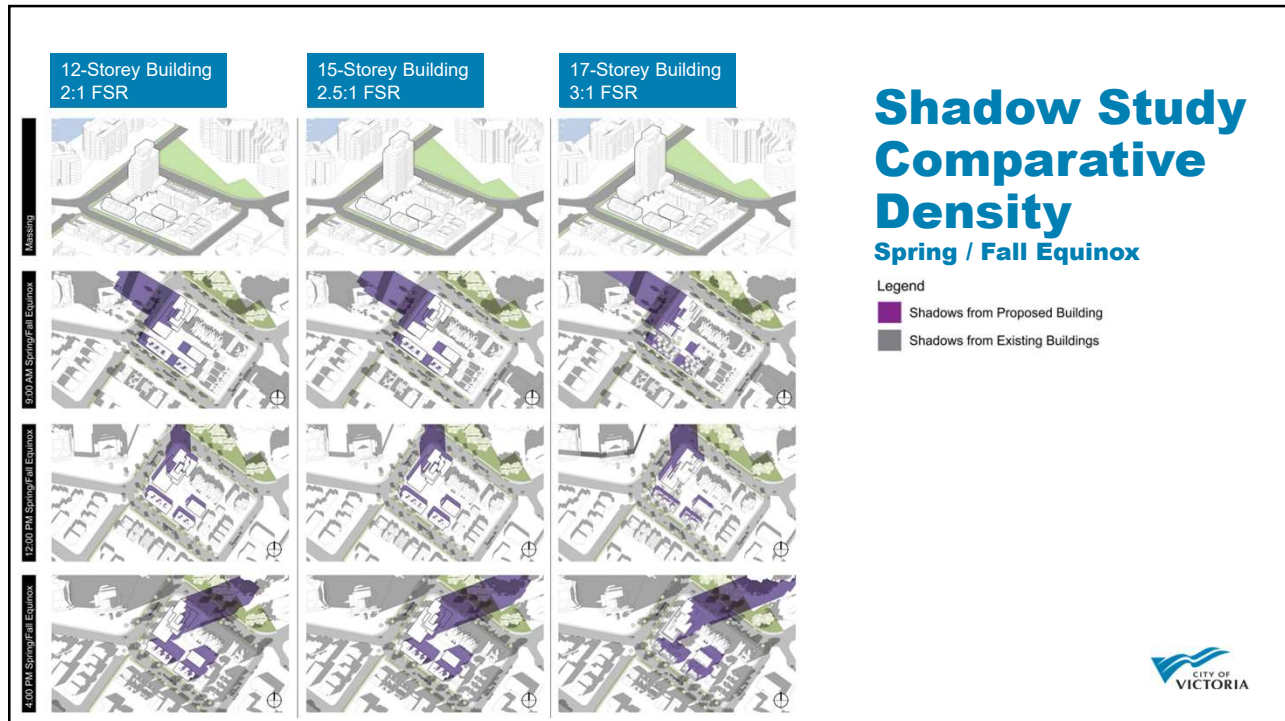 12-Storey Building
2:1 FSR
15-Storey Building
2.5:1 FSR
17-Storey Building
3:1 FSR
Massing
9:00 AM Spring/Fall Equinox
12:00 PM Spring/Fall Equinox
4:00 PM Spring/Fall Equinox
Shadow Study
Comparative
Density
Spring / Fall Equinox
Legend
Shadows from Proposed Building
Shadows from Existing Buildings
CITY OF
VICTORIA